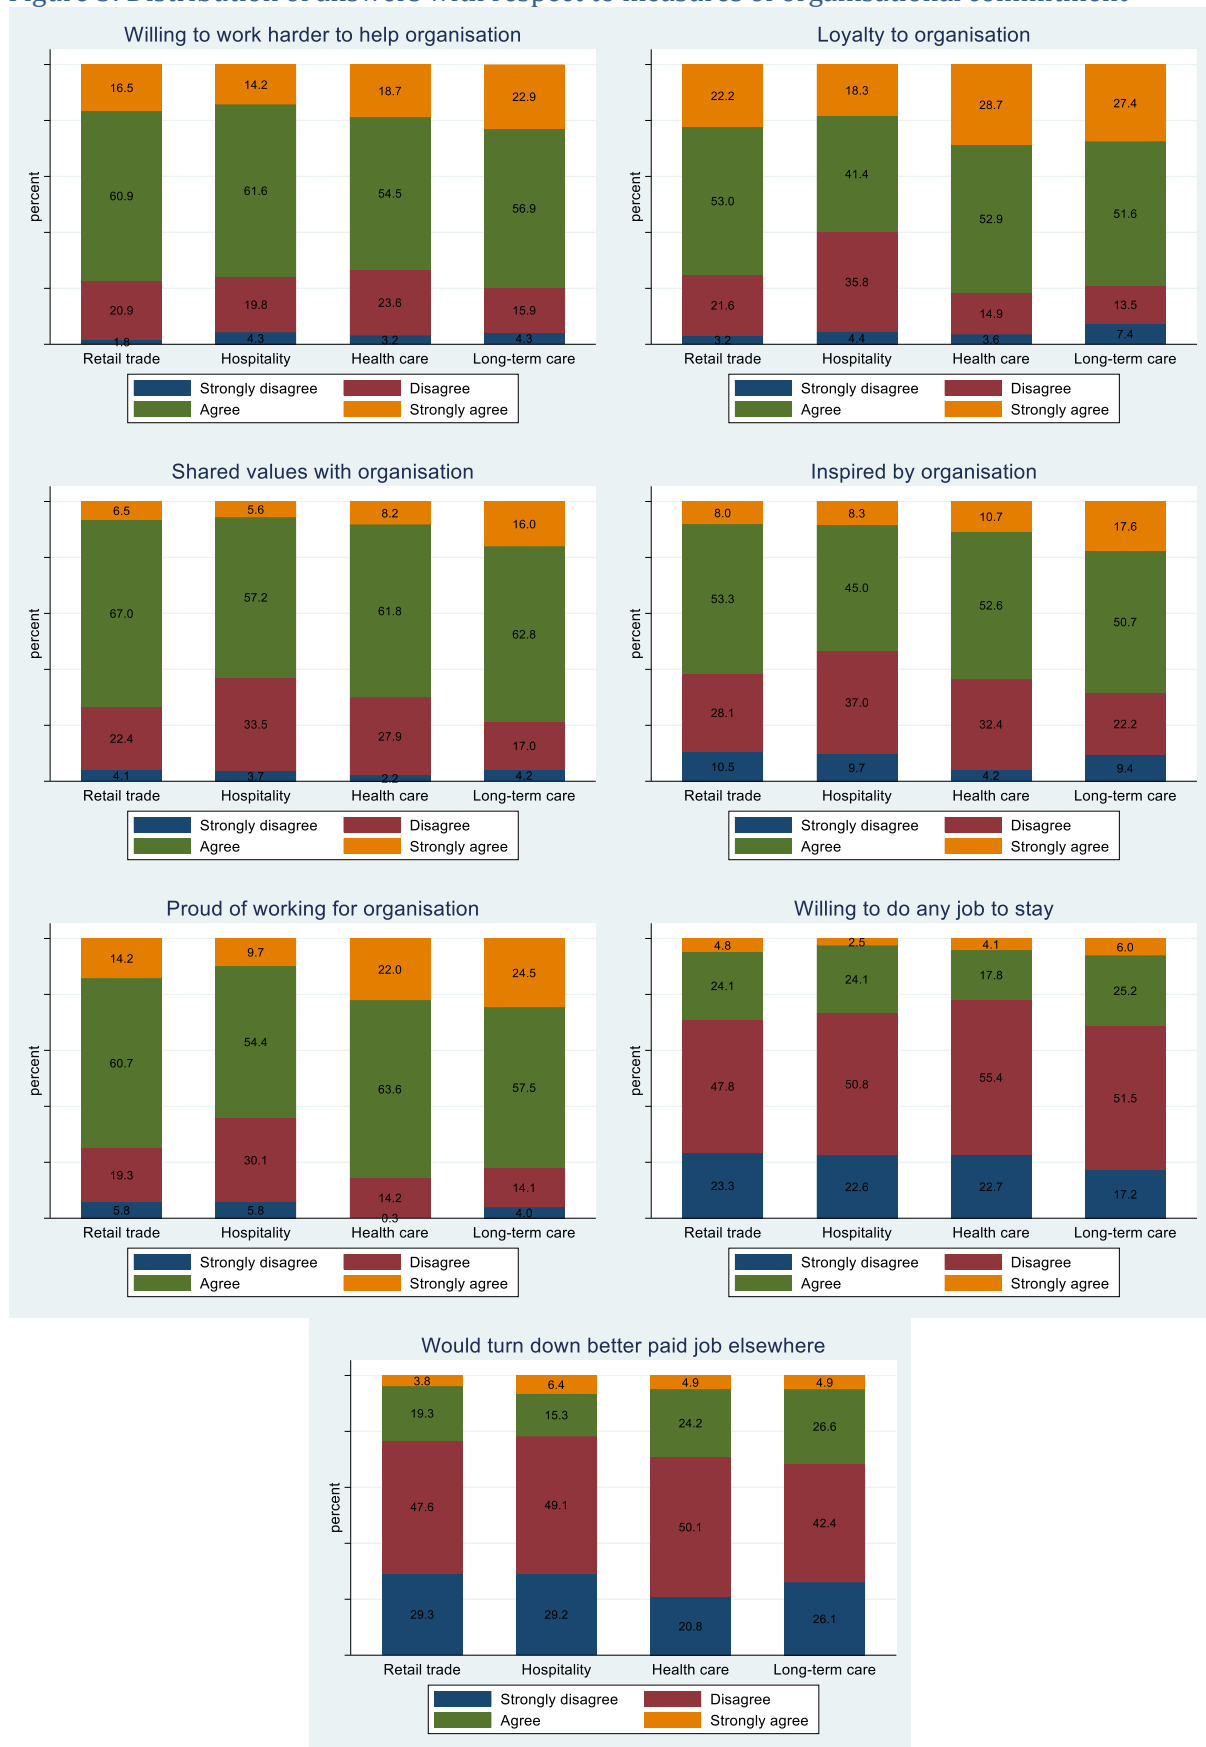 Figure 3. Distribution of answers with respect to measures of organisational commitment
Willing to work harder to help organisation
percent
16.5 14.2 18.7 22.9
60.9 61.6 54.5 56.9
20.9 19.8 23.6 15.9
1.8 4.3 3.2 4.3
Retail trade Hospitality Health care Long-term care
Strongly disagree Disagree
Agree Strongly agree
Loyalty to organisation
percent
22.2 18.3 28.7 27.4
53.0 41.4 52.9 51.6
21.6 35.8 14.9 13.5
3.2 4.4 3.6 7.4
Retail trade Hospitality Health care Long-term care
Strongly disagree Disagree
Agree Strongly agree
Shared values with organisation
percent
6.5 5.6 8.2 16.0
67.0 57.2 61.8 62.8
22.4 33.5 27.9 17.0
4.1 3.7 2.2 4.2
Retail trade Hospitality Health care Long-term care
Strongly disagree Disagree
Agree Strongly agree
Inspired by organisation
percent
8.0 8.3 10.7 17.6
53.3 45.0 52.6 50.7
28.1 37.0 32.4 22.2
10.5 9.7 4.2 9.4
Retail trade Hospitality Health care Long-term care
Strongly disagree Disagree
Agree Strongly agree
Proud of working for organisation
percent
14.2 9.7 22.0 24.5
60.7 54.4 63.6 57.5
19.3 30.1 14.2 14.1
5.8 5.8 0.3 4.0
Retail trade Hospitality Health care Long-term care
Strongly disagree Disagree
Agree Strongly agree
Willing to do any job to stay
percent
4.8 2.5 4.1 6.0
24.1 24.1 17.8 25.2
47.8 50.8 55.4 51.5
23.3 22.6 22.7 17.2
Retail trade Hospitality Health care Long-term care
Strongly disagree Disagree
Agree Strongly agree
Would turn down better paid job elsewhere
percent
3.8 6.4 4.9 4.9
19.3 15.3 24.2 26.6
47.6 49.1 50.1 42.4
29.3 29.2 20.8 26.1
Retail trade Hospitality Health care Long-term care
Strongly disagree Disagree
Agree Strongly agree